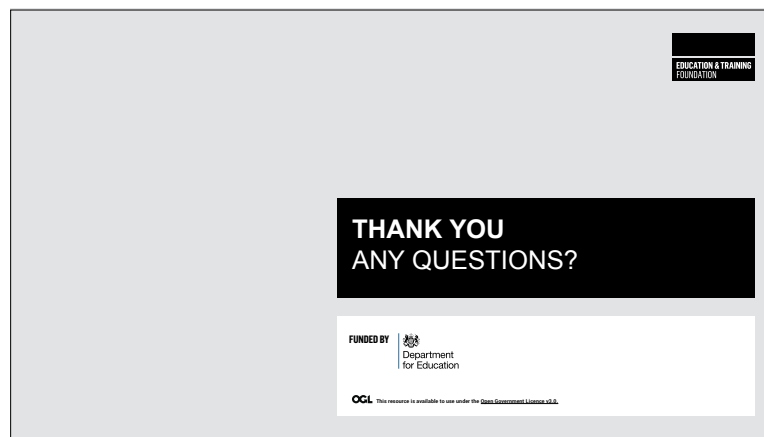 EDUCATION & TRAINING
FOUNDATION
THANK YOU
ANY QUESTIONS?
FUNDED BY
Department
for Education
OGL This resource is available to use under the Open Government Licence v3.0.